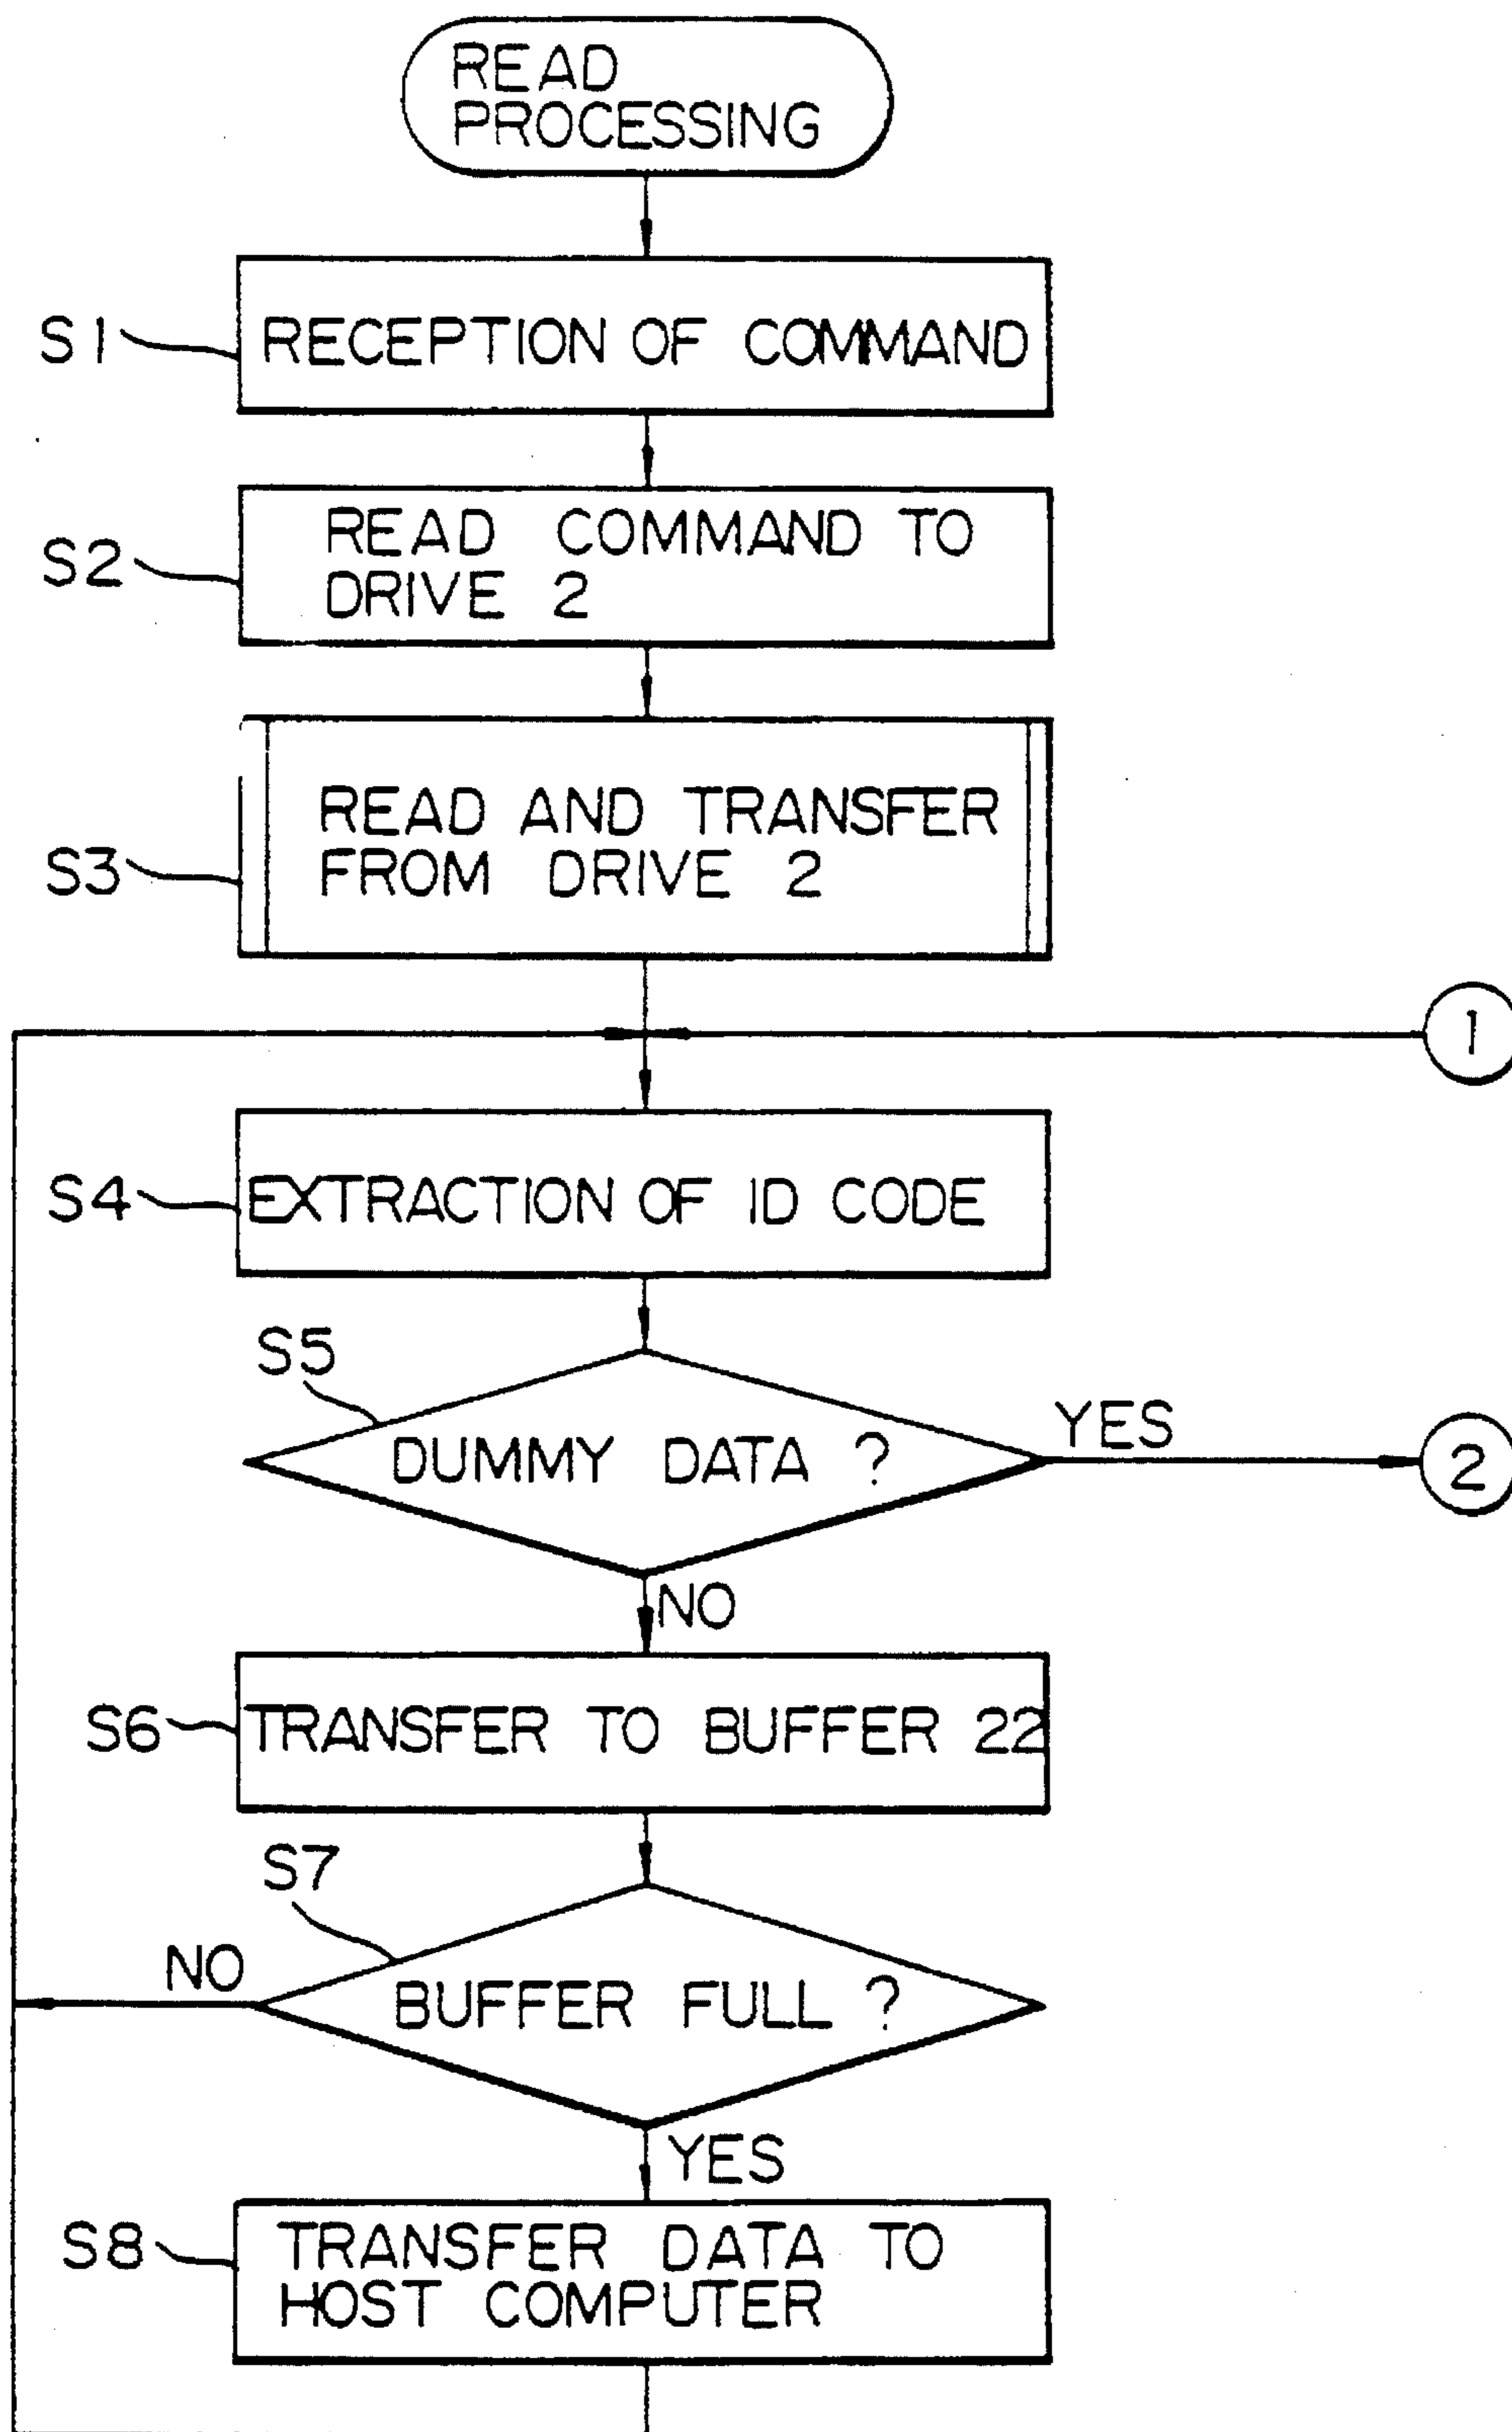 READ
PROCESSING
S1
RECEPTION OF COMMAND
S2
READ COMMAND TO
DRIVE 2
S3
READ AND TRANSFER
FROM DRIVE 2
1
S4
EXTRACTION OF ID CODE
S5
DUMMY DATA ?
YES
2
NO
S6
TRANSFER TO BUFFER 22
S7
NO
BUFFER FULL ?
YES
S8
TRANSFER DATA TO
HOST COMPUTER